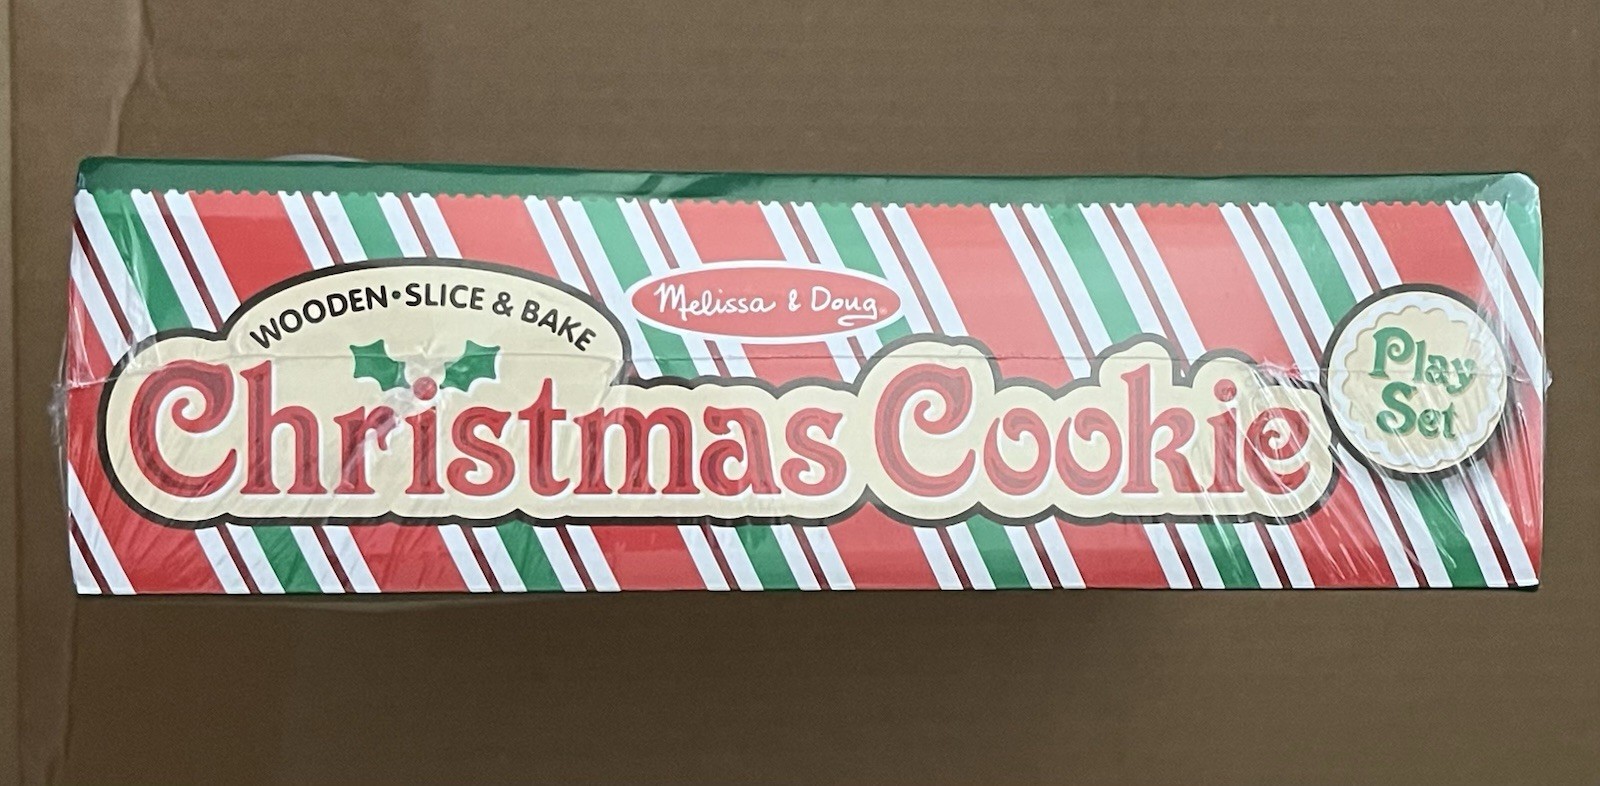 WOODEN•SLICE & BAKE
Melissa & Doug
Christmas Cookie
Play
Set